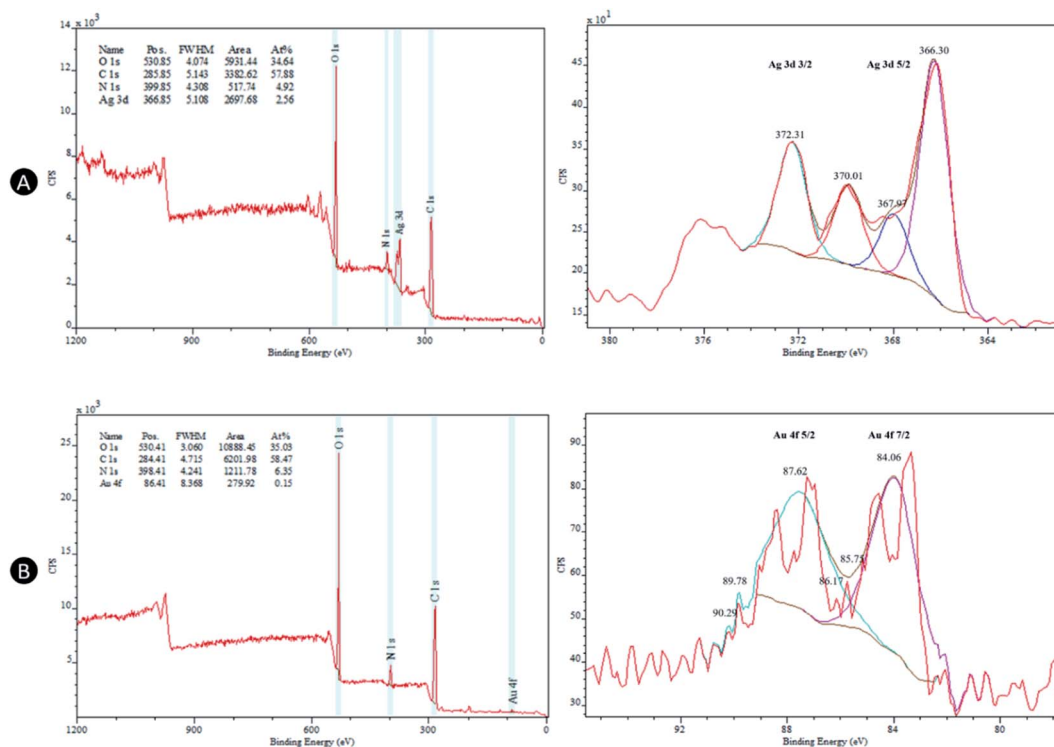 A
x 10³
14
12
10
8
6
4
2
0
CPS
Name Pos. FWHM Area At%
O 1s 530.85 4.074 5931.44 34.64
C 1s 285.85 5.143 3382.62 57.88
N 1s 399.85 4.308 517.74 4.92
Ag 3d 366.85 5.108 2697.68 2.56
O 1s
N 1s
Ag 3d
C 1s
1200 900 600 300 0
Binding Energy (eV)
x 10¹
45
35
25
15
CPS
Ag 3d 3/2 Ag 3d 5/2
366.30
372.31
370.01
367.97
380 376 372 368 364
Binding Energy (eV)
B
x 10³
25
20
15
10
5
CPS
Name Pos. FWHM Area At%
O 1s 530.41 3.060 10888.45 35.03
C 1s 284.41 4.715 6201.98 58.47
N 1s 398.41 4.241 1211.78 6.35
Au 4f 86.41 8.368 279.92 0.15
O 1s
N 1s
C 1s
Au 4f
1200 900 600 300 0
Binding Energy (eV)
90
80
70
60
50
40
30
CPS
Au 4f 5/2 Au 4f 7/2
87.62
84.06
85.75
86.17
89.78
90.29
92 88 84 80
Binding Energy (eV)